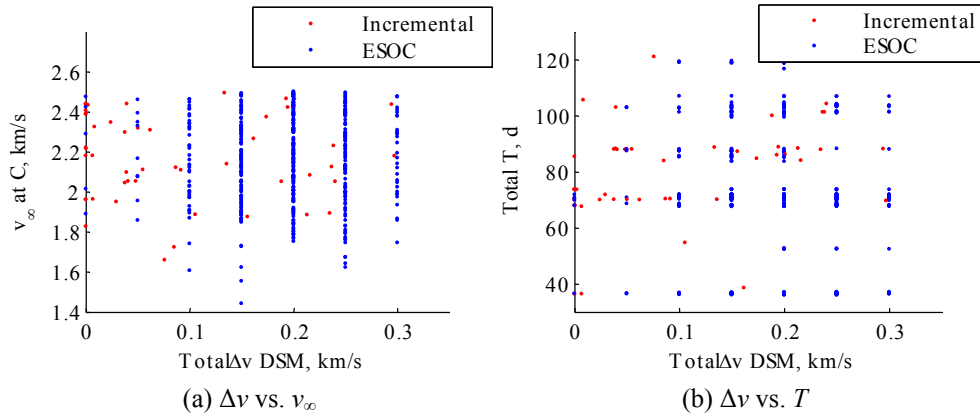 Incremental
ESOC
2.6
2.4
2.2
2
1.8
1.6
1.4
v∞ at C, km/s
0 0.1 0.2 0.3
TotalΔv DSM, km/s
(a) Δv vs. v∞
Incremental
ESOC
120
100
80
60
40
Total T, d
0 0.1 0.2 0.3
TotalΔv DSM, km/s
(b) Δv vs. T